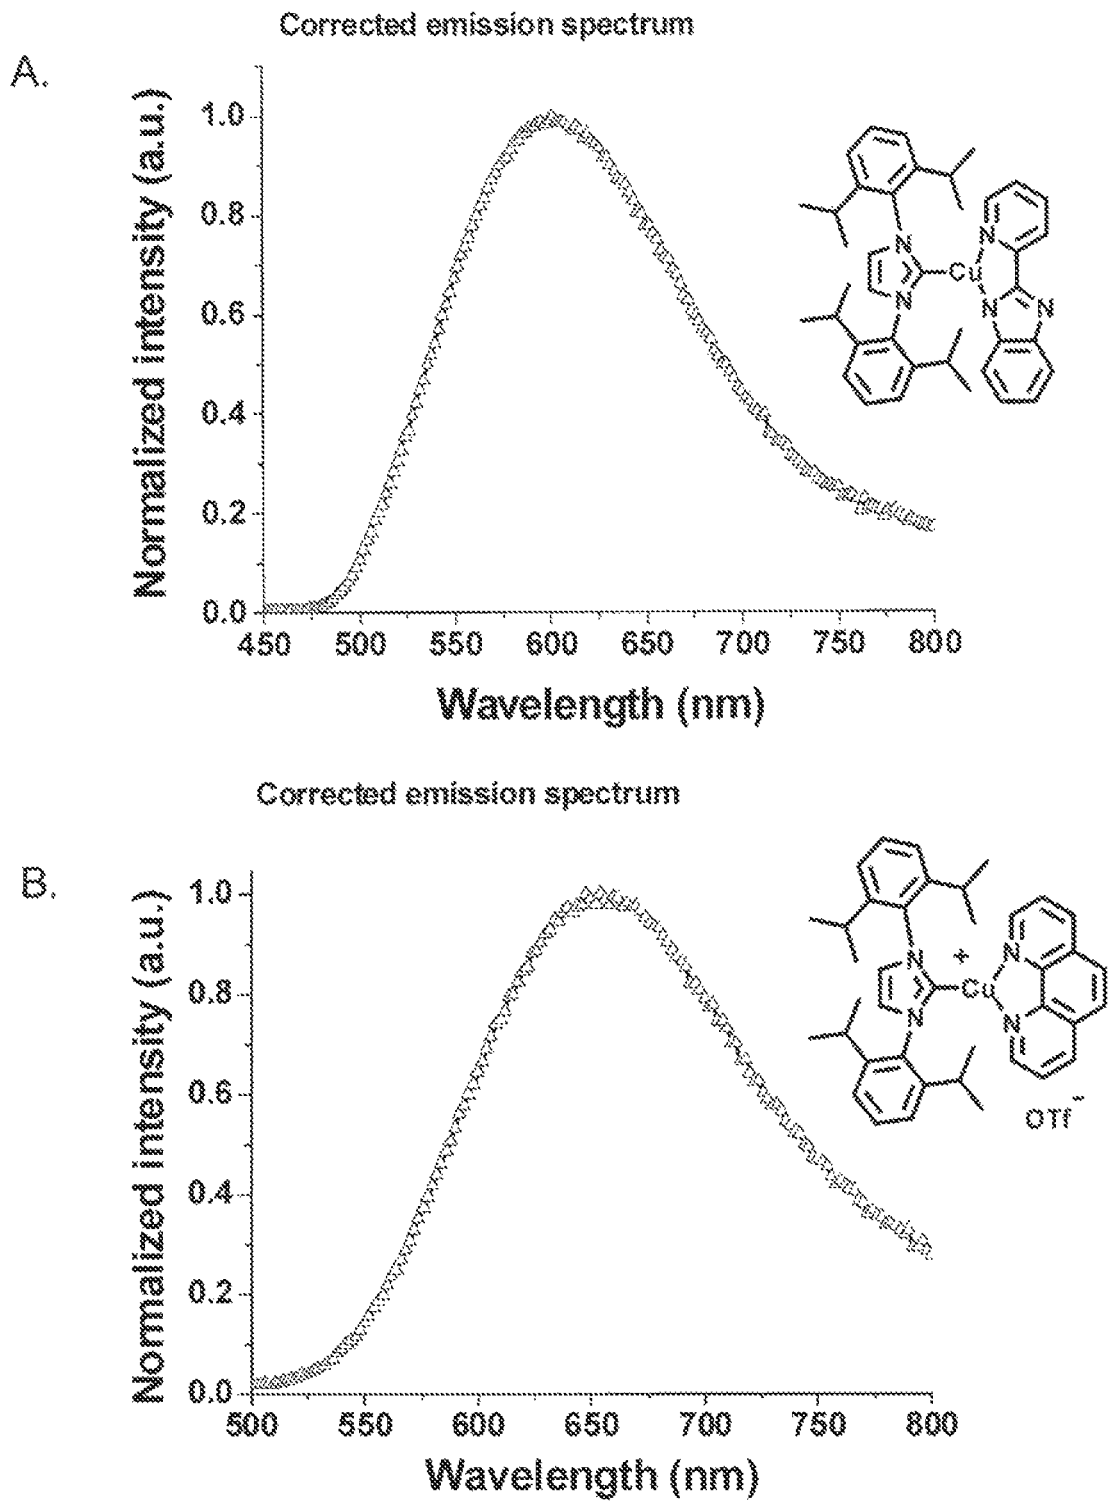 Corrected emission spectrum
A.
Normalized intensity (a.u.)
1.0
0.8
0.6
0.4
0.2
0.0
450 500 550 600 650 700 750 800
Wavelength (nm)
N
N
Cu
N
N
N
Corrected emission spectrum
B.
Normalized intensity (a.u.)
1.0
0.8
0.6
0.4
0.2
0.0
500 550 600 650 700 750 800
Wavelength (nm)
N
N
+
Cu
N
N
OTf⁻